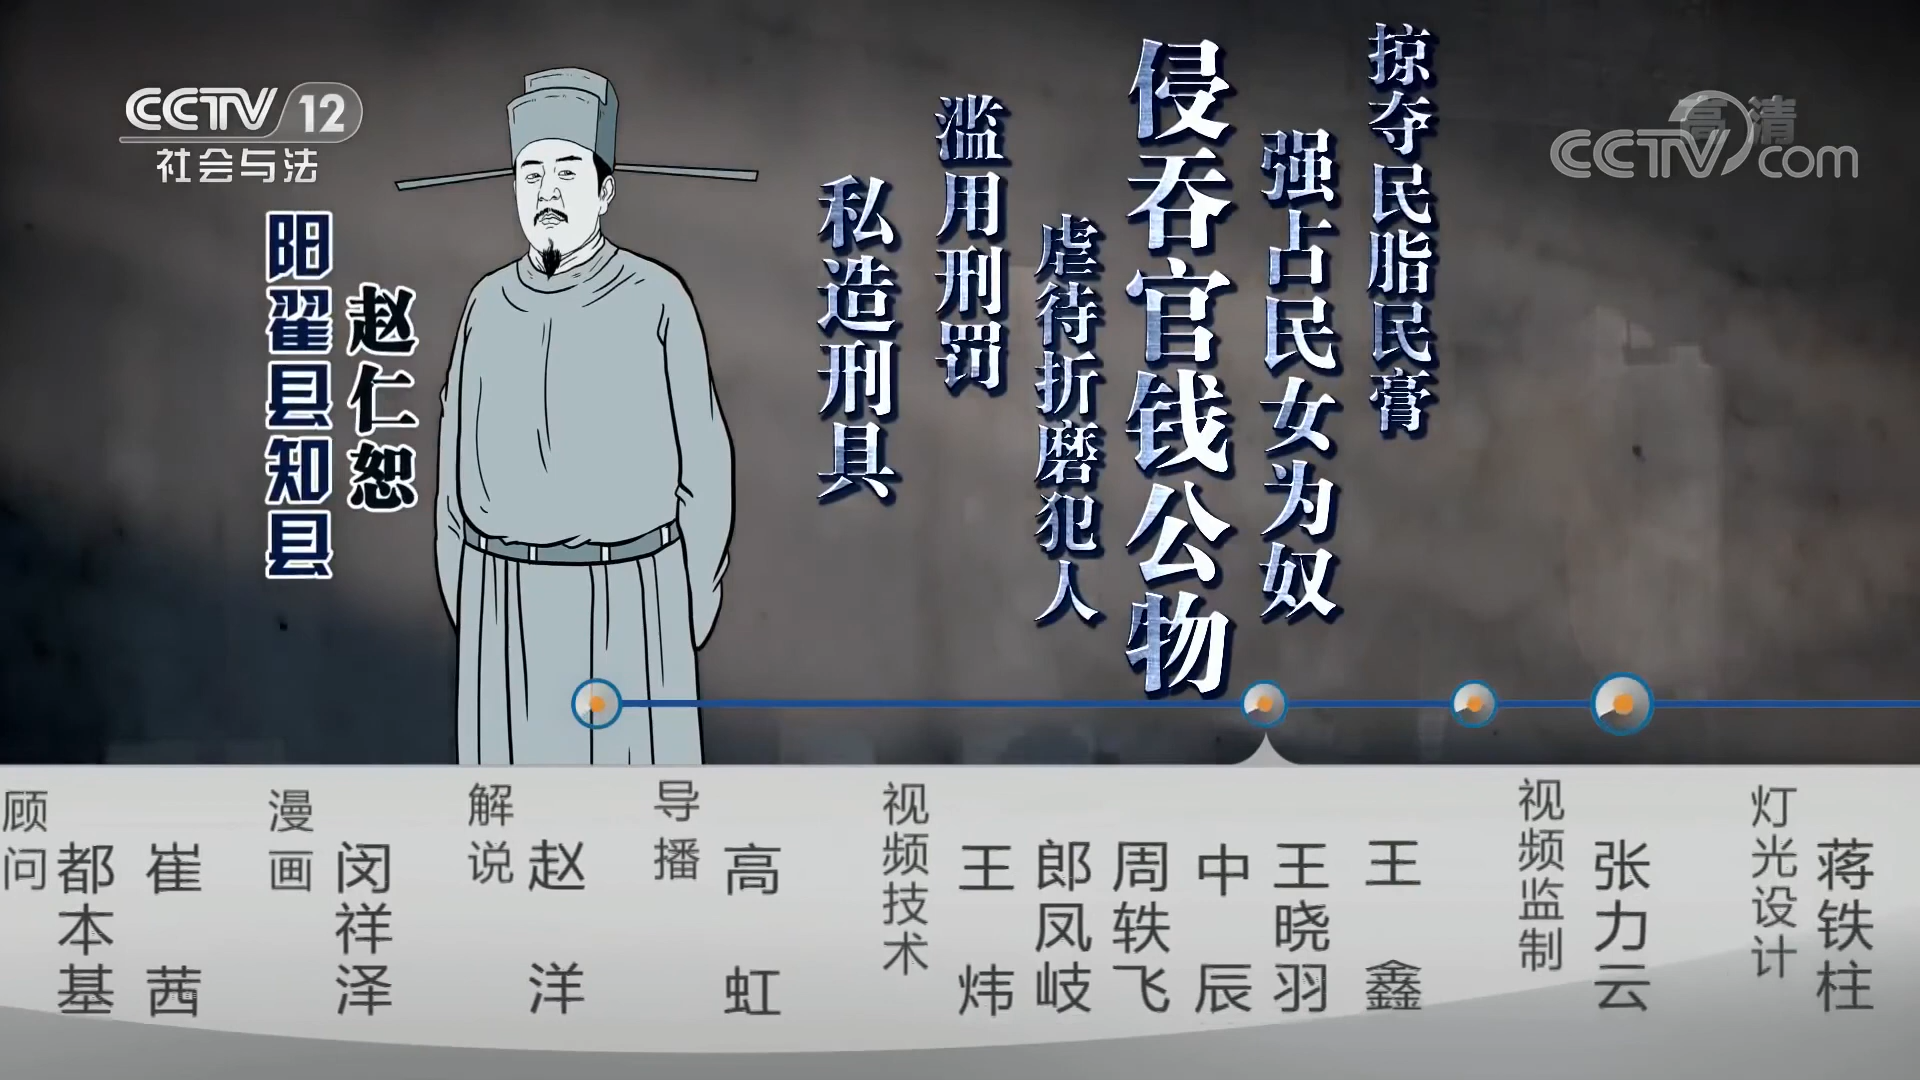 CCTV 12
社会与法
高清
CCTV.com
掠夺民脂民膏
强占民女为奴
侵吞官钱公物
虐待折磨犯人
滥用刑罚
私造刑具
赵仁恕
阳翟县知县
顾问
都本基
崔茜
漫画
闵祥泽
解说
赵洋
导播
高虹
视频技术
王炜
郎凤岐
周轶飞
中辰
王晓羽
王鑫
视频监制
张力云
灯光设计
蒋铁柱